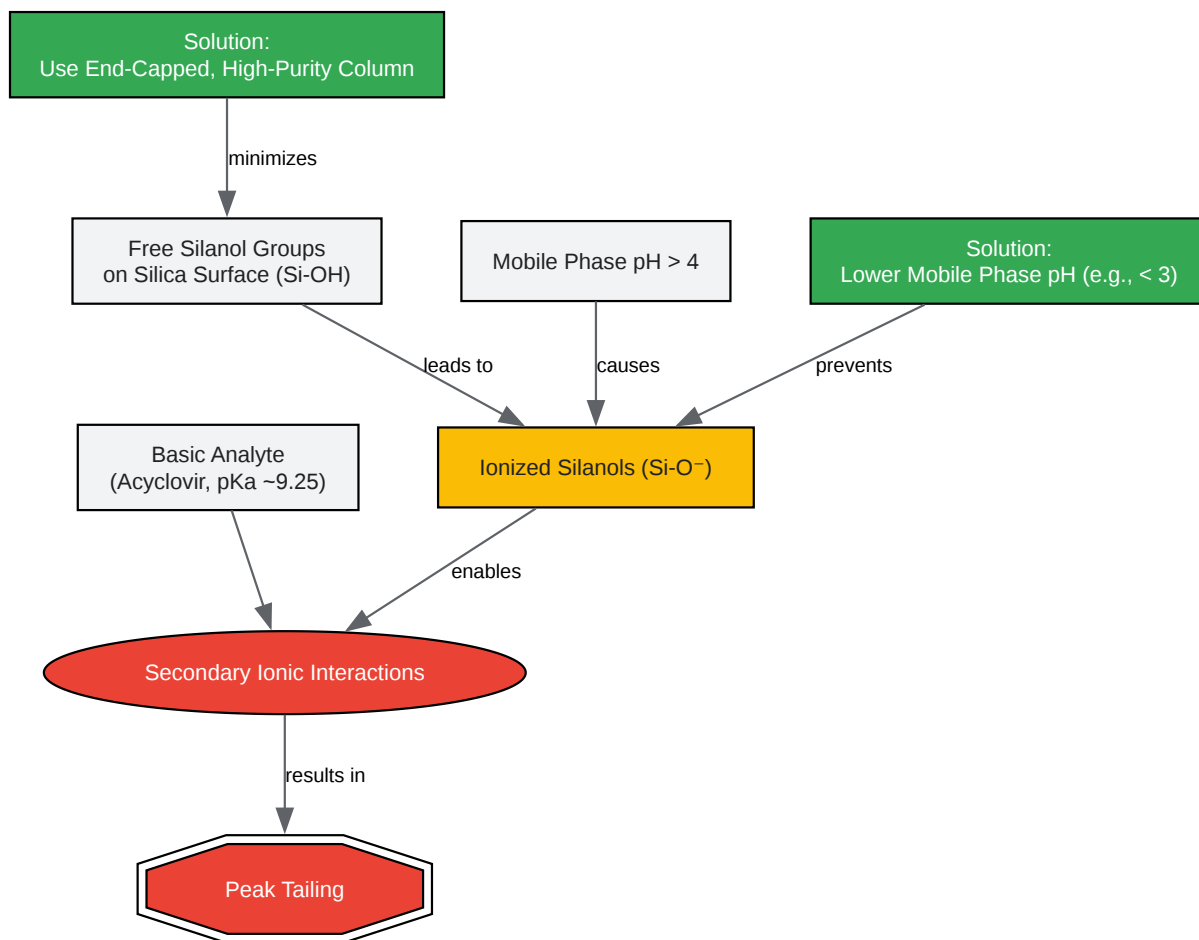 Solution:
Use End-Capped, High-Purity Column
minimizes
Free Silanol Groups
on Silica Surface (Si-OH)
Mobile Phase pH > 4
Solution:
Lower Mobile Phase pH (e.g., < 3)
leads to
causes
prevents
Basic Analyte
(Acyclovir, pKa ~9.25)
Ionized Silanols (Si-O⁻)
enables
Secondary Ionic Interactions
results in
Peak Tailing